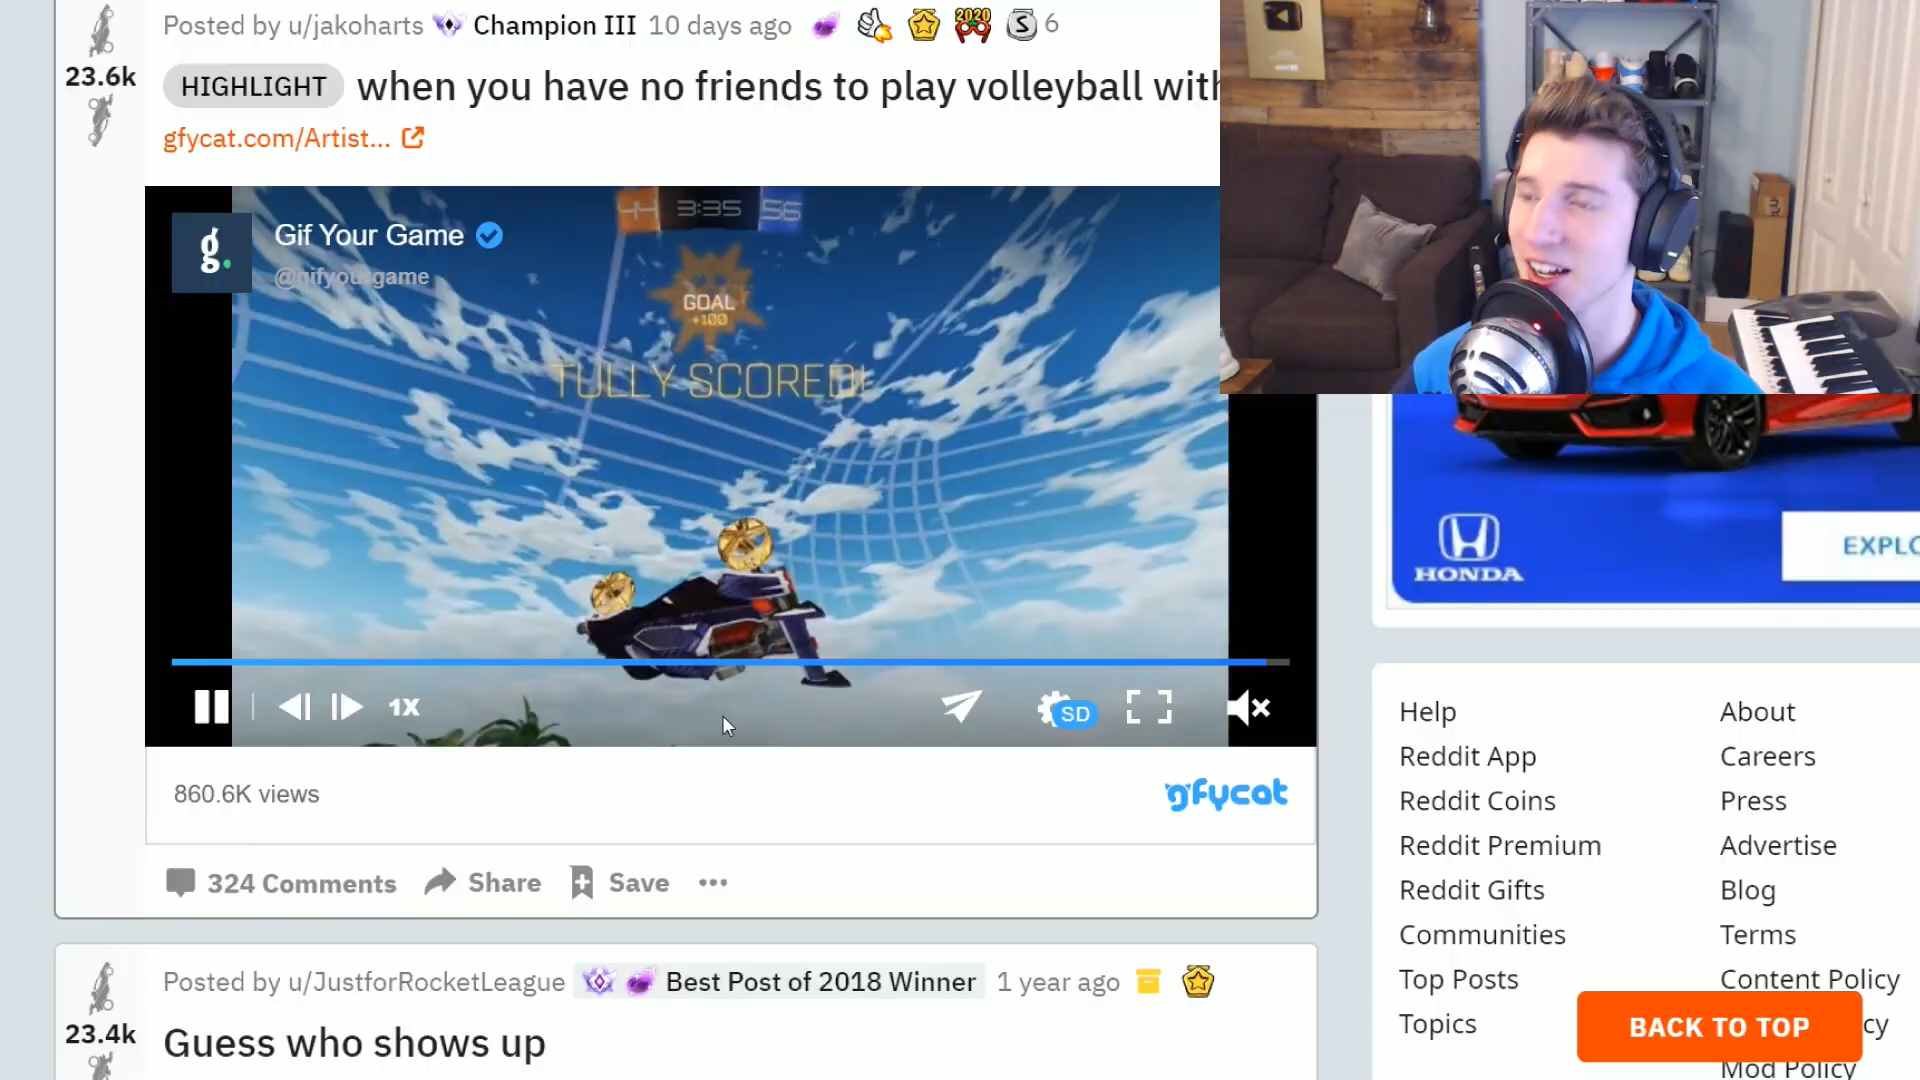 Posted by u/jakoharts Champion III 10 days ago 2020 S 6
23.6k
HIGHLIGHT when you have no friends to play volleyball with
gfycat.com/Artist...
g.
Gif Your Game
@gifyourgame
44 3:35 56
GOAL
+100
TULLY SCORED!
1X
SD
860.6K views
gfycat
324 Comments Share Save
Posted by u/JustforRocketLeague Best Post of 2018 Winner 1 year ago
23.4k
Guess who shows up
HONDA
Help About
Reddit App Careers
Reddit Coins Press
Reddit Premium Advertise
Reddit Gifts Blog
Communities Terms
Top Posts Content Policy
Topics
BACK TO TOP
Mod Policy